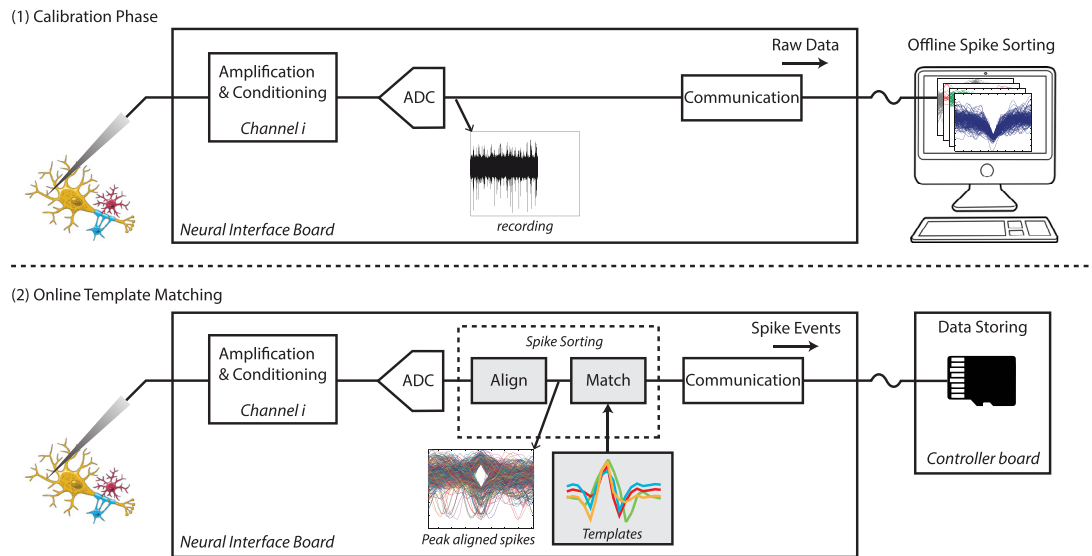 (1) Calibration Phase
Raw Data
Offline Spike Sorting
Amplification
& Conditioning
Channel i
ADC
Communication
recording
Neural Interface Board
(2) Online Template Matching
Spike Events
Data Storing
Spike Sorting
Amplification
& Conditioning
Channel i
ADC
Align
Match
Communication
Controller board
Peak aligned spikes
Templates
Neural Interface Board